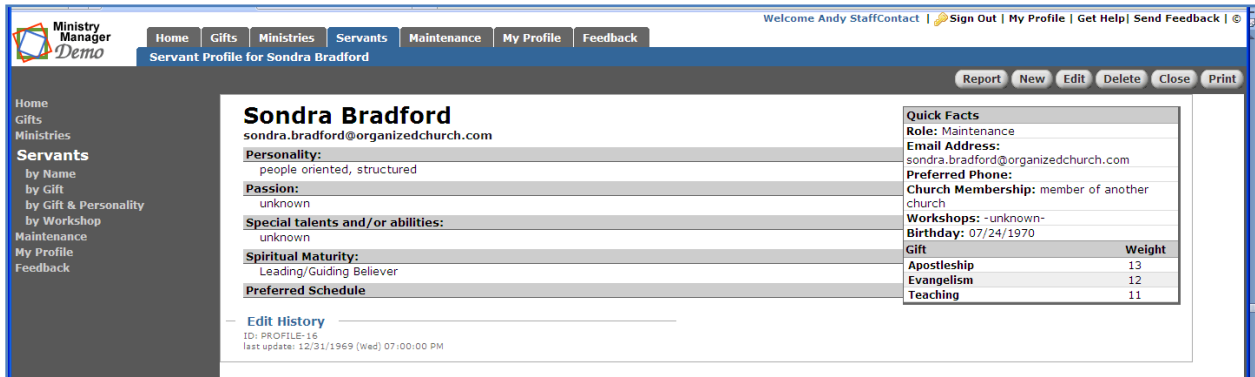 Ministry
Manager
Demo
Welcome Andy StaffContact | Sign Out | My Profile | Get Help| Send Feedback | ©
Home Gifts Ministries Servants Maintenance My Profile Feedback
Servant Profile for Sondra Bradford
Report New Edit Delete Close Print
Home
Gifts
Ministries
Servants
by Name
by Gift
by Gift & Personality
by Workshop
Maintenance
My Profile
Feedback
Sondra Bradford
sondra.bradford@organizedchurch.com
Personality:
people oriented, structured
Passion:
unknown
Special talents and/or abilities:
unknown
Spiritual Maturity:
Leading/Guiding Believer
Preferred Schedule
Edit History
ID: PROFILE-16
last update: 12/31/1969 (Wed) 07:00:00 PM
Quick Facts
Role: Maintenance
Email Address:
sondra.bradford@organizedchurch.com
Preferred Phone:
Church Membership: member of another
church
Workshops: -unknown-
Birthday: 07/24/1970
Gift Weight
Apostleship 13
Evangelism 12
Teaching 11